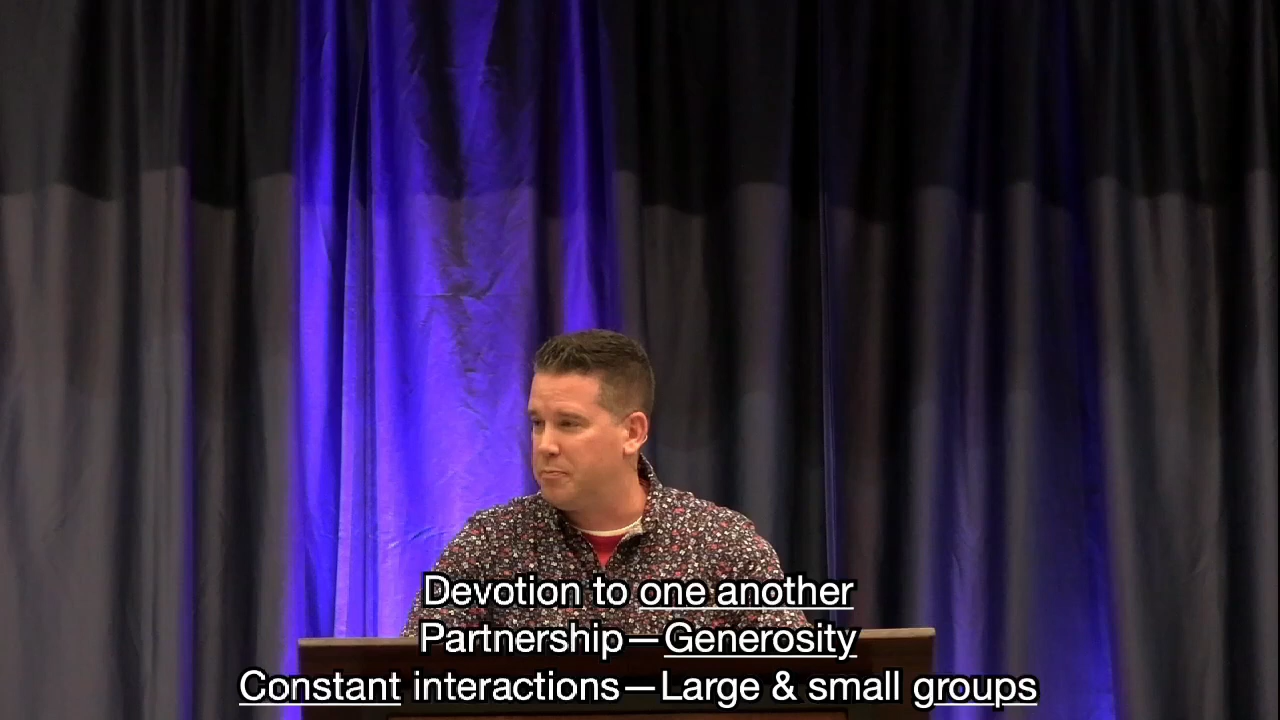 Devotion to one another
Partnership—Generosity
Constant interactions—Large & small groups